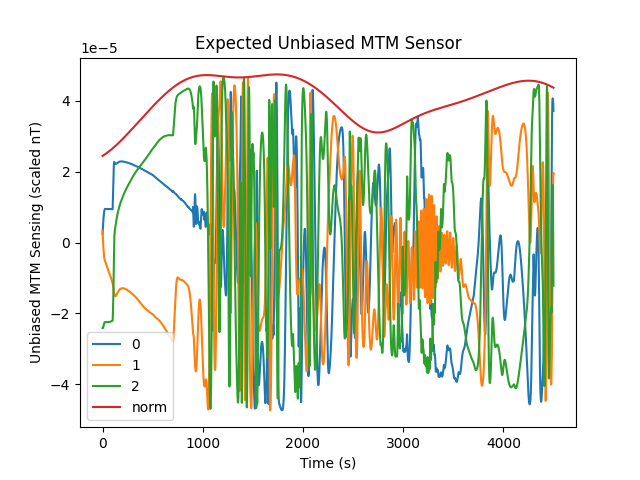 Expected Unbiased MTM Sensor
1e−5
Unbiased MTM Sensing (scaled nT)
4
2
0
−2
−4
0
1
2
norm
0
1000
2000
3000
4000
Time (s)